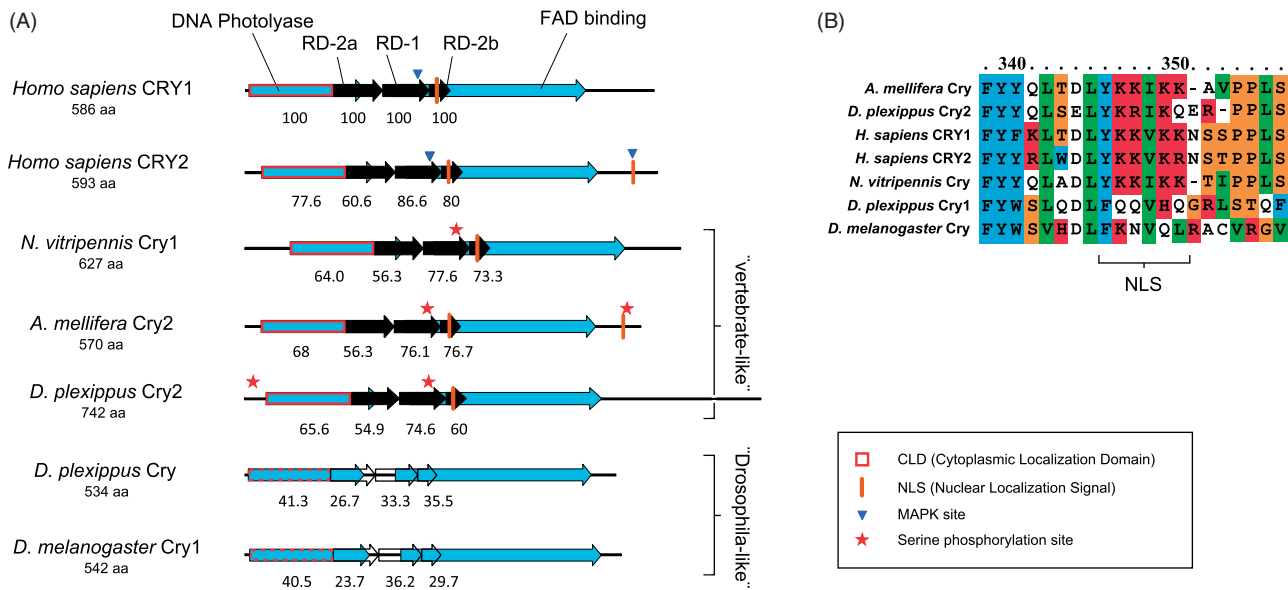 (A)
DNA Photolyase
FAD binding
RD-2a
RD-1
RD-2b
Homo sapiens CRY1
586 aa
100 100 100 100
Homo sapiens CRY2
593 aa
77.6 60.6 86.6 80
N. vitripennis Cry1
627 aa
64.0 56.3 77.6 73.3
A. mellifera Cry2
570 aa
68 56.3 76.1 76.7
D. plexippus Cry2
742 aa
65.6 54.9 74.6 60
"vertebrate-like"
D. plexippus Cry
534 aa
41.3 26.7 33.3 35.5
D. melanogaster Cry1
542 aa
40.5 23.7 36.2 29.7
"Drosophila-like"
(B)
. . 340 . . . . . . . . 350 . . . . . .
A. mellifera Cry FYYQLTDLYKKIKK-AVPPLS
D. plexippus Cry2 FYYQLSELYKRIKQER-PPLS
H. sapiens CRY1 FYFKLTDLYKKVKKNSSPPLS
H. sapiens CRY2 FYYRLWDLYKKVKRNSTPPLS
N. vitripennis Cry FYYQLADLYKKIKK-TIPPLS
D. plexippus Cry1 FYWSLQDLFQQVHQGRLSTQF
D. melanogaster Cry FYWSVHDLFKNVQLRACVRGV
NLS
CLD (Cytoplasmic Localization Domain)
NLS (Nuclear Localization Signal)
MAPK site
Serine phosphorylation site